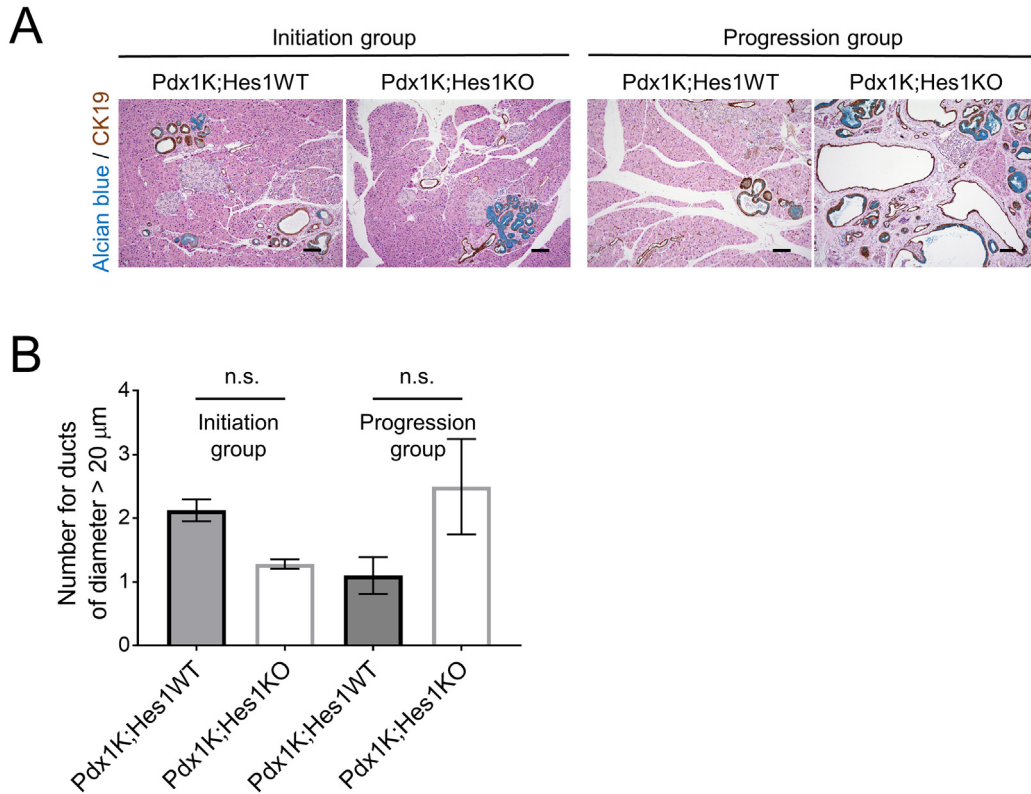 A
Initiation group
Progression group
Pdx1K;Hes1WT
Pdx1K;Hes1KO
Pdx1K;Hes1WT
Pdx1K;Hes1KO
Alcian blue / CK19
B
n.s.
n.s.
Initiation
group
Progression
group
Number for ducts
of diameter > 20 μm
4
3
2
1
0
Pdx1K;Hes1WT
Pdx1K;Hes1KO
Pdx1K;Hes1WT
Pdx1K;Hes1KO